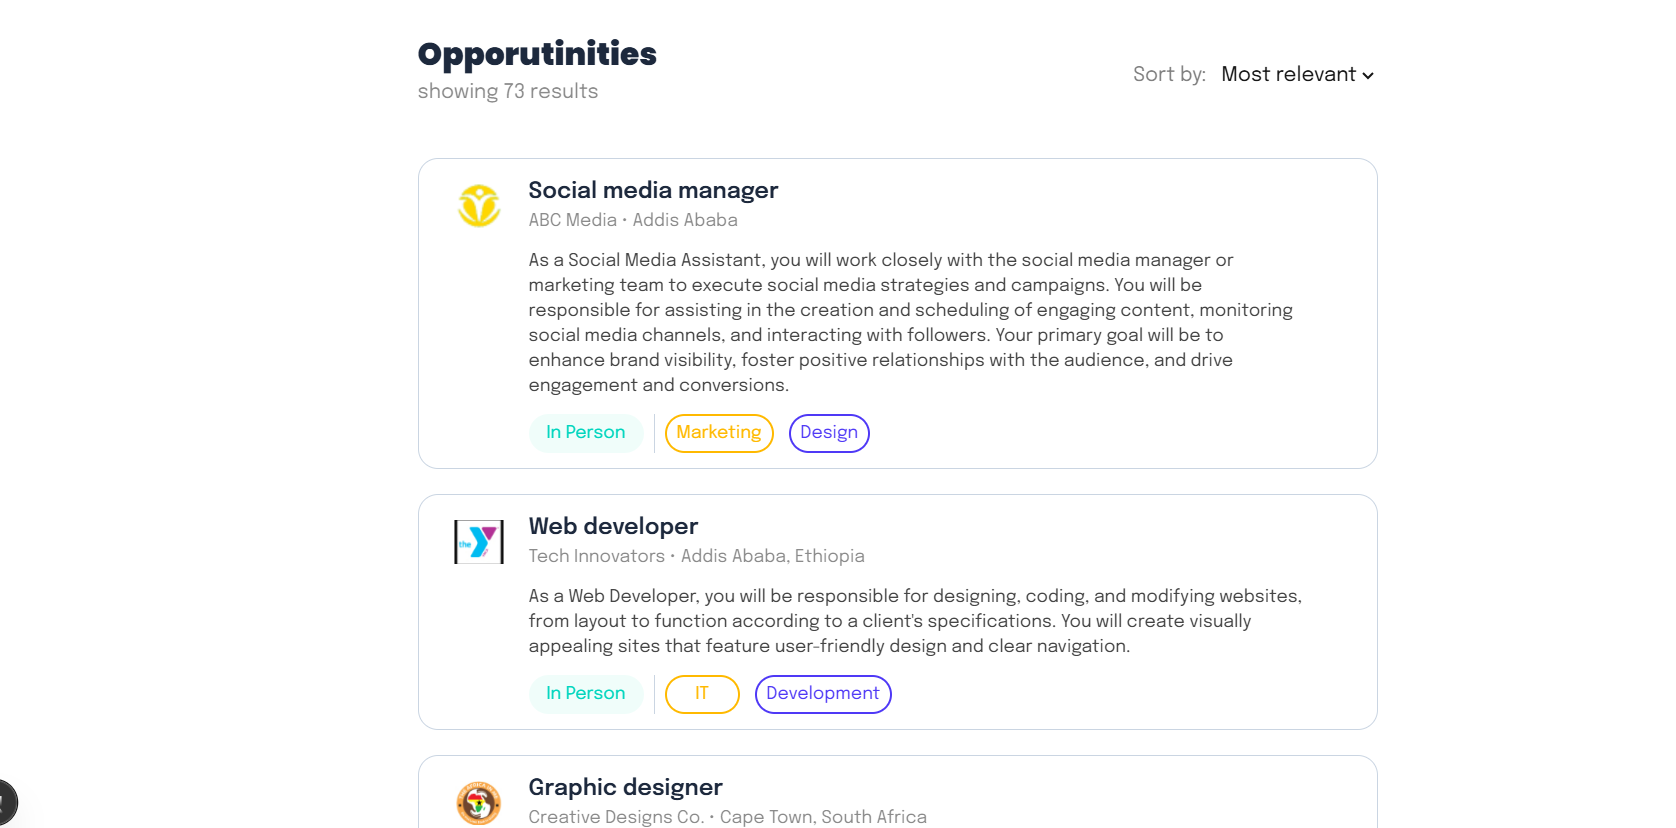 Opporutinities
showing 73 results
Sort by: Most relevant
Social media manager
ABC Media • Addis Ababa
As a Social Media Assistant, you will work closely with the social media manager or
marketing team to execute social media strategies and campaigns. You will be
responsible for assisting in the creation and scheduling of engaging content, monitoring
social media channels, and interacting with followers. Your primary goal will be to
enhance brand visibility, foster positive relationships with the audience, and drive
engagement and conversions.
In Person Marketing Design
the
Web developer
Tech Innovators • Addis Ababa, Ethiopia
As a Web Developer, you will be responsible for designing, coding, and modifying websites,
from layout to function according to a client's specifications. You will create visually
appealing sites that feature user-friendly design and clear navigation.
In Person IT Development
Graphic designer
Creative Designs Co. • Cape Town, South Africa